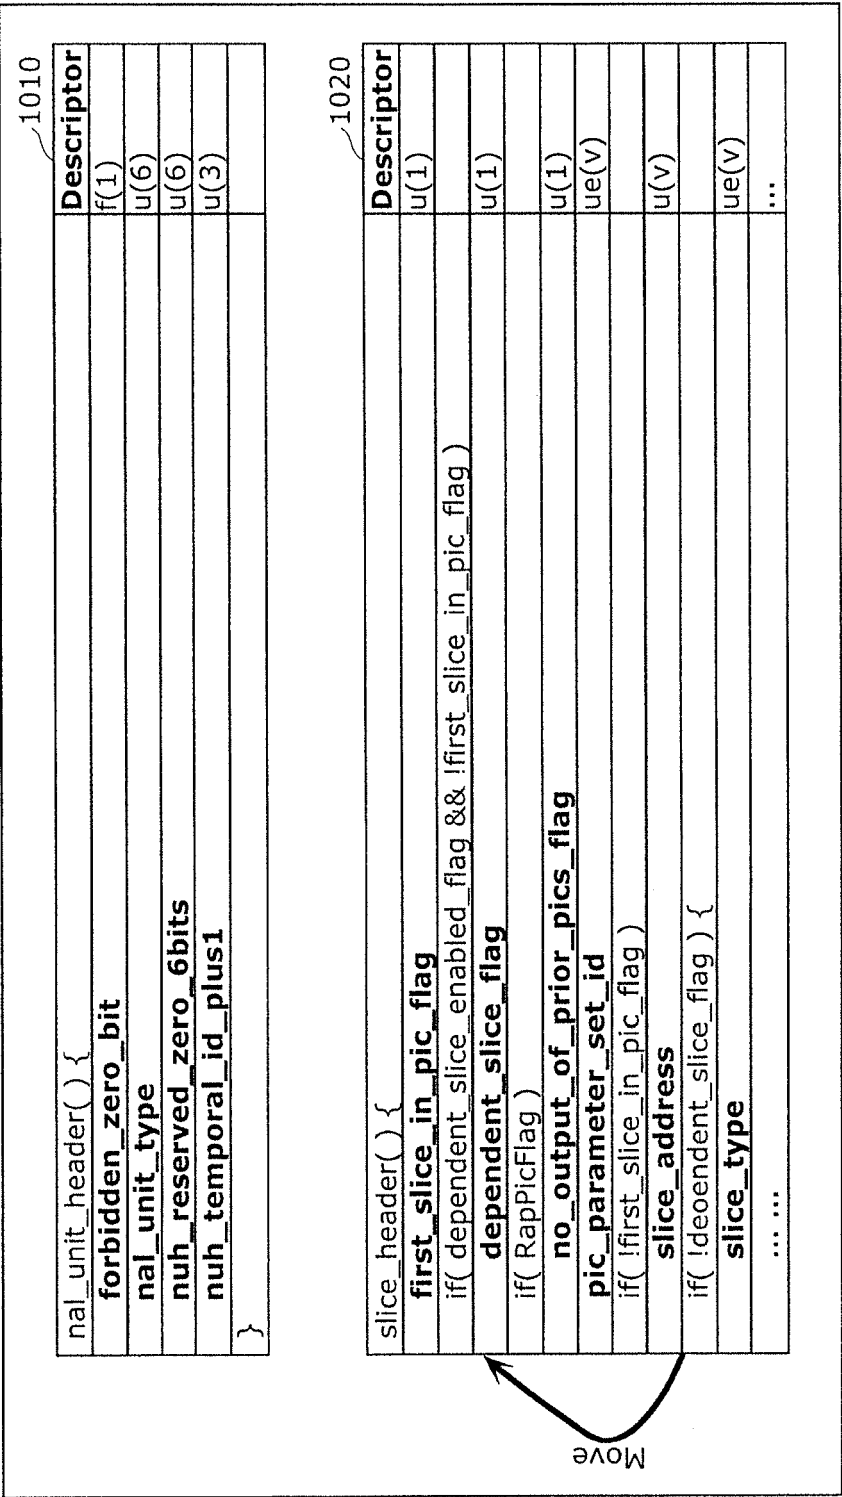 1010
nal_unit_header( ) { Descriptor
forbidden_zero_bit f(1)
nal_unit_type u(6)
nuh_reserved_zero_6bits u(6)
nuh_temporal_id_plus1 u(3)
}
1020
slice_header( ) { Descriptor
first_slice_in_pic_flag u(1)
if( dependent_slice_enabled_flag && !first_slice_in_pic_flag )
dependent_slice_flag u(1)
if( RapPicFlag )
no_output_of_prior_pics_flag u(1)
pic_parameter_set_id ue(v)
if( !first_slice_in_pic_flag )
slice_address u(v)
if( !deoendent_slice_flag ) {
slice_type ue(v)
... ... ...
Move